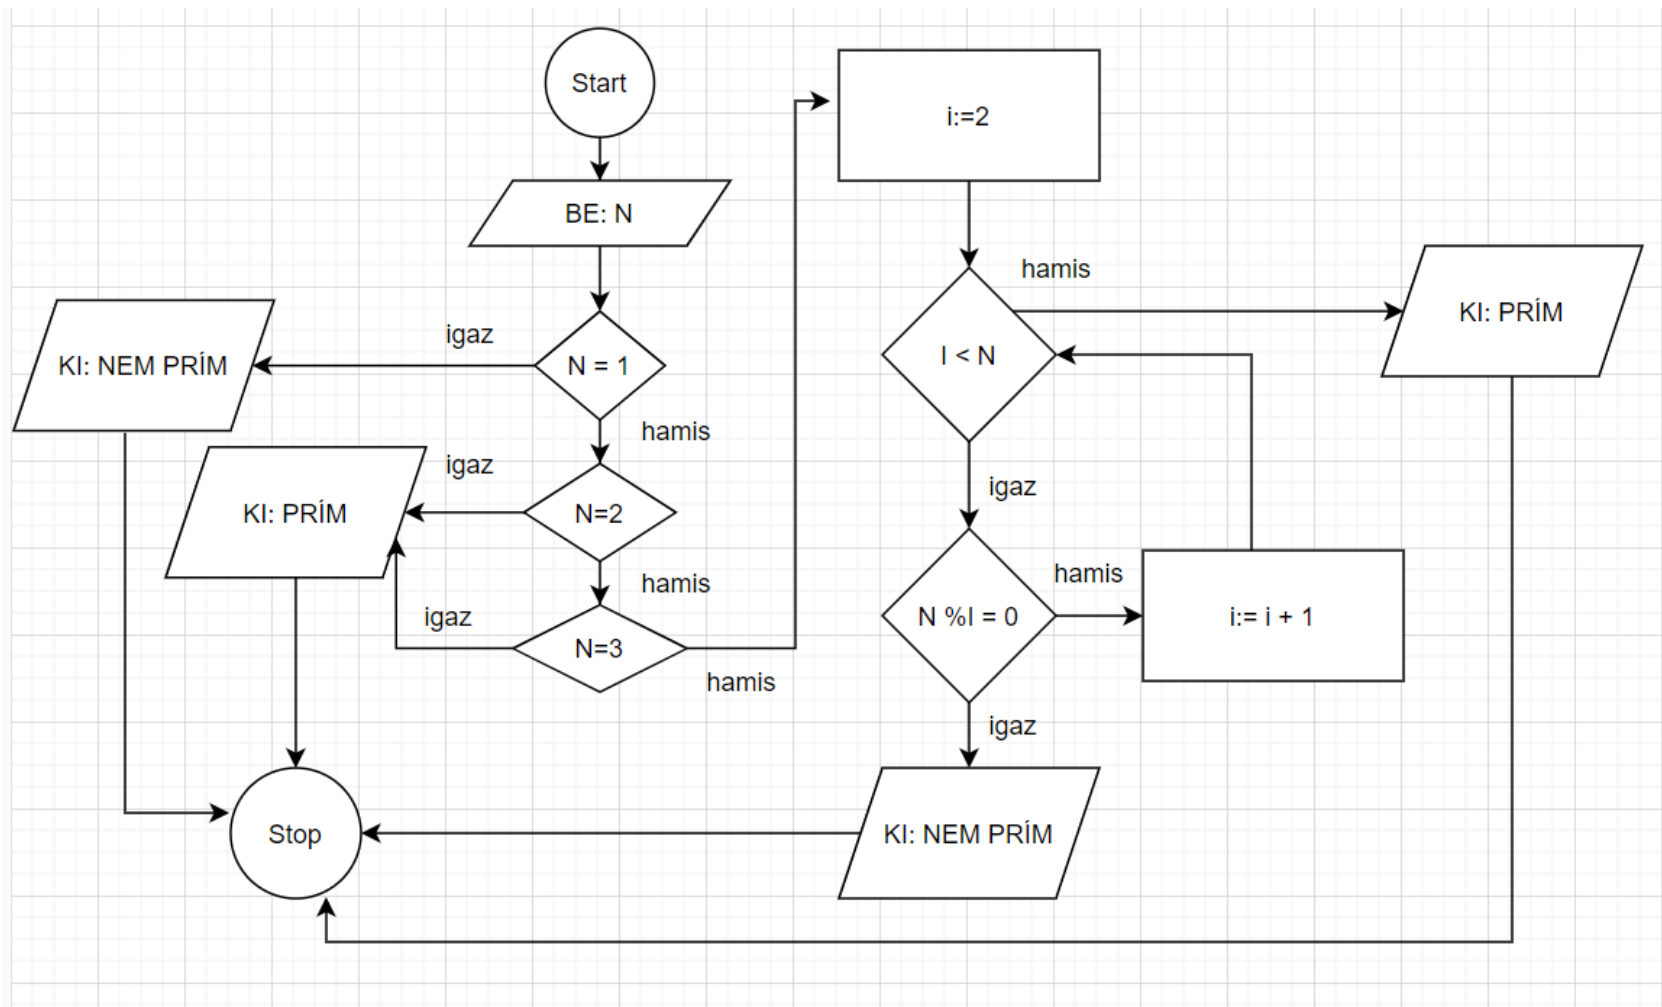 Start
BE: N
N = 1
igaz
KI: NEM PRÍM
hamis
N=2
igaz
KI: PRÍM
hamis
N=3
igaz
hamis
i:=2
I < N
hamis
KI: PRÍM
igaz
N %I = 0
hamis
i:= i + 1
igaz
KI: NEM PRÍM
Stop